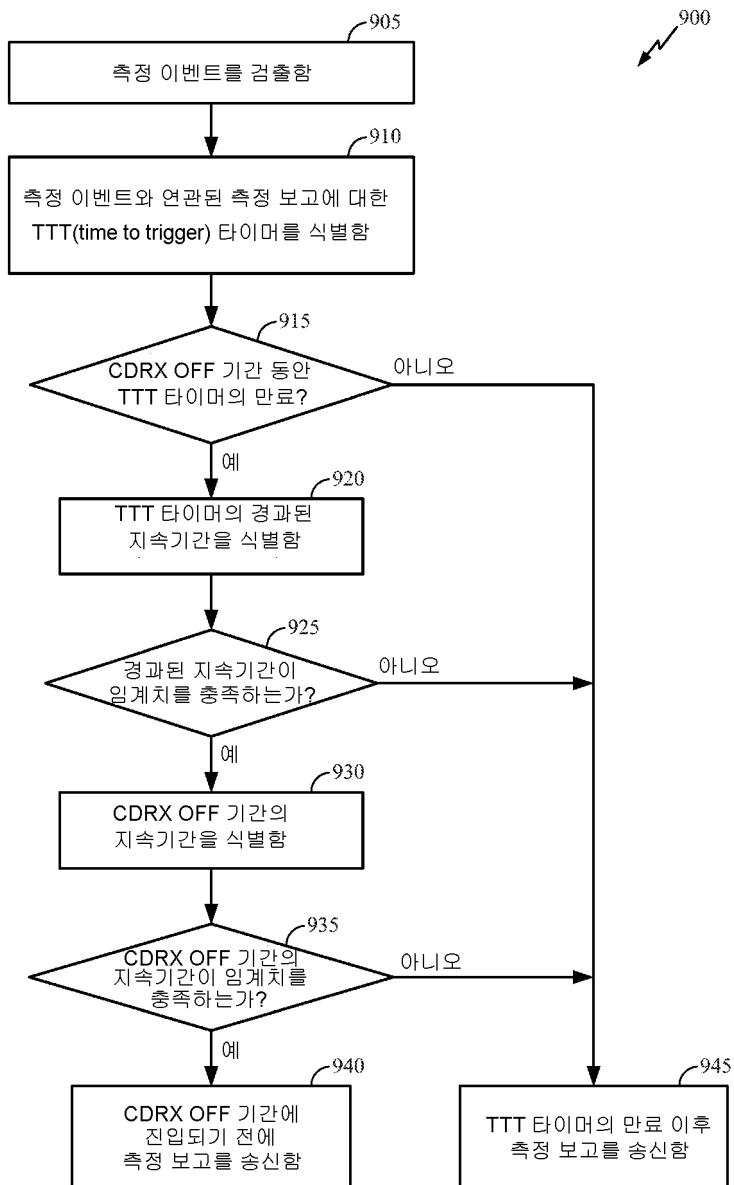 900
905
측정 이벤트를 검출함
910
측정 이벤트와 연관된 측정 보고에 대한
TTT(time to trigger) 타이머를 식별함
915
CDRX OFF 기간 동안
TTT 타이머의 만료?
아니오
예
920
TTT 타이머의 경과된
지속기간을 식별함
925
경과된 지속기간이
임계치를 충족하는가?
아니오
예
930
CDRX OFF 기간의
지속기간을 식별함
935
CDRX OFF 기간의
지속기간이 임계치를
충족하는가?
아니오
예
940
CDRX OFF 기간에
진입되기 전에
측정 보고를 송신함
945
TTT 타이머의 만료 이후
측정 보고를 송신함